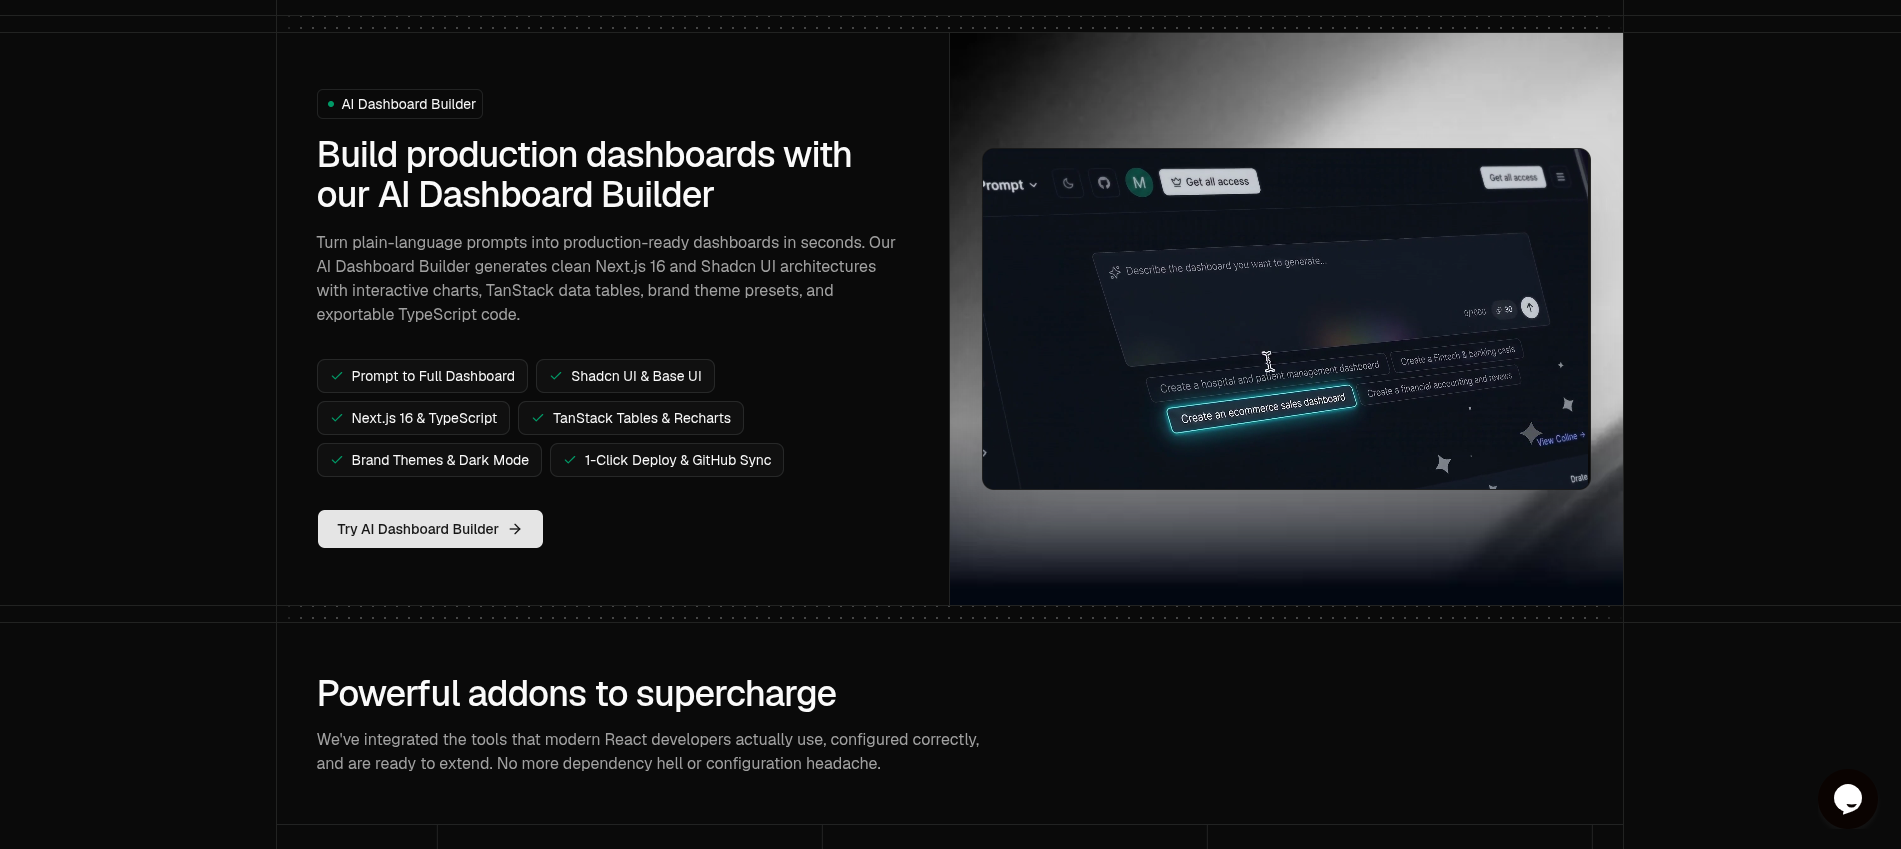 AI Dashboard Builder
Build production dashboards with
our AI Dashboard Builder
Turn plain-language prompts into production-ready dashboards in seconds. Our
AI Dashboard Builder generates clean Next.js 16 and Shadcn UI architectures
with interactive charts, TanStack data tables, brand theme presets, and
exportable TypeScript code.
Prompt to Full Dashboard
Shadcn UI & Base UI
Next.js 16 & TypeScript
TanStack Tables & Recharts
Brand Themes & Dark Mode
1-Click Deploy & GitHub Sync
Try AI Dashboard Builder
Prompt
M
Get all access
Get all access
Describe the dashboard you want to generate...
Create a hospital and patient management dashboard
Create a Fintech & banking
Create an ecommerce sales dashboard
Create a financial accounting and
View
Powerful addons to supercharge
We've integrated the tools that modern React developers actually use, configured correctly,
and are ready to extend. No more dependency hell or configuration headache.